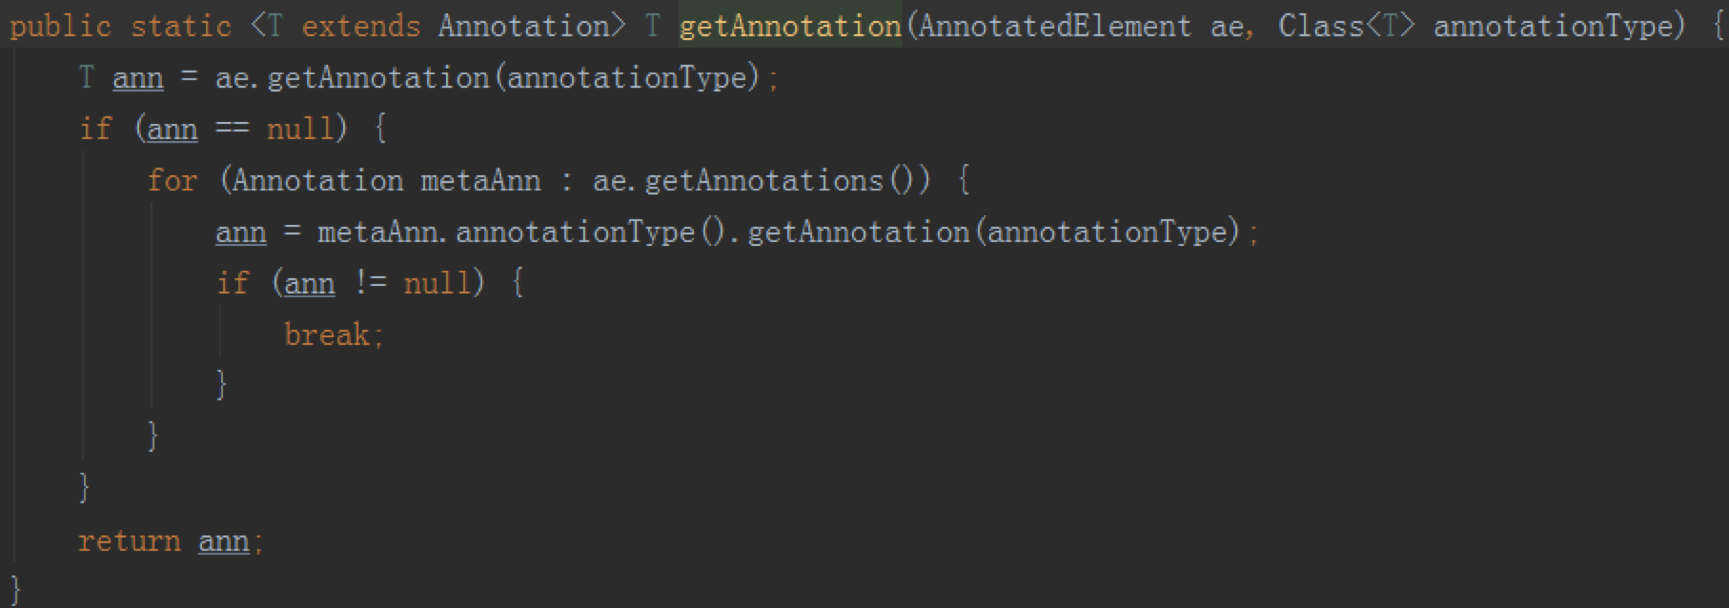 public static <T extends Annotation> T getAnnotation(AnnotatedElement ae, Class<T> annotationType) {
    T ann = ae.getAnnotation(annotationType);
    if (ann == null) {
        for (Annotation metaAnn : ae.getAnnotations()) {
            ann = metaAnn.annotationType().getAnnotation(annotationType);
            if (ann != null) {
                break;
            }
        }
    }
    return ann;
}